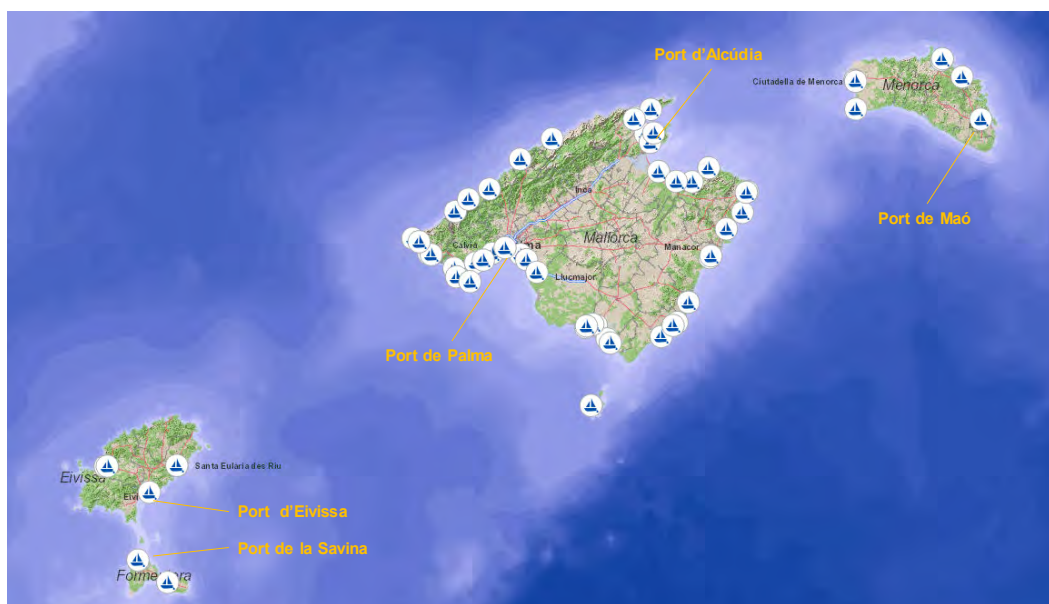 Port d'Alcúdia
Ciutadella de Menorca
Menorca
Inca
Port de Maó
Calvià
Mallorca
Manacor
Llucmajor
Port de Palma
Santa Eularia des Riu
Eivissa
Port d'Eivissa
Port de la Savina